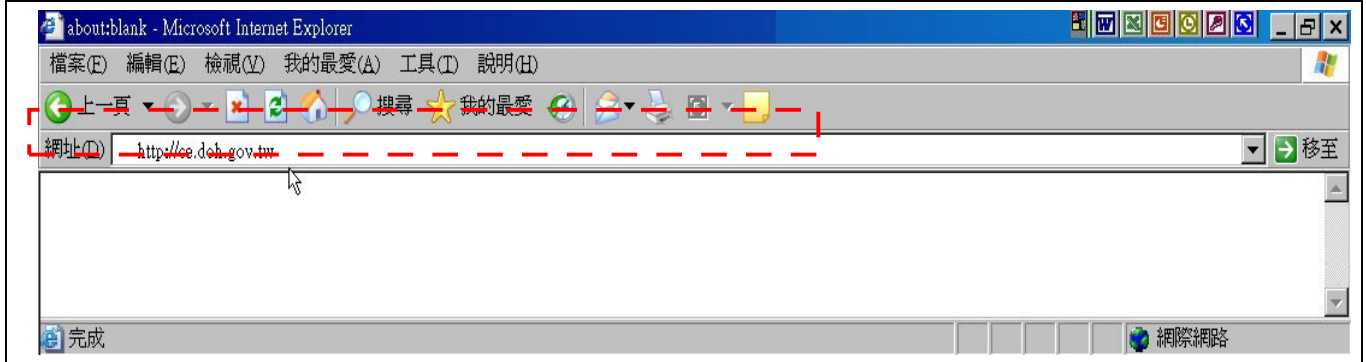 about:blank - Microsoft Internet Explorer
檔案(F) 編輯(E) 檢視(V) 我的最愛(A) 工具(T) 說明(H)
上一頁 搜尋 我的最愛
網址(D) http://ce.doh.gov.tw 移至
完成 網際網路